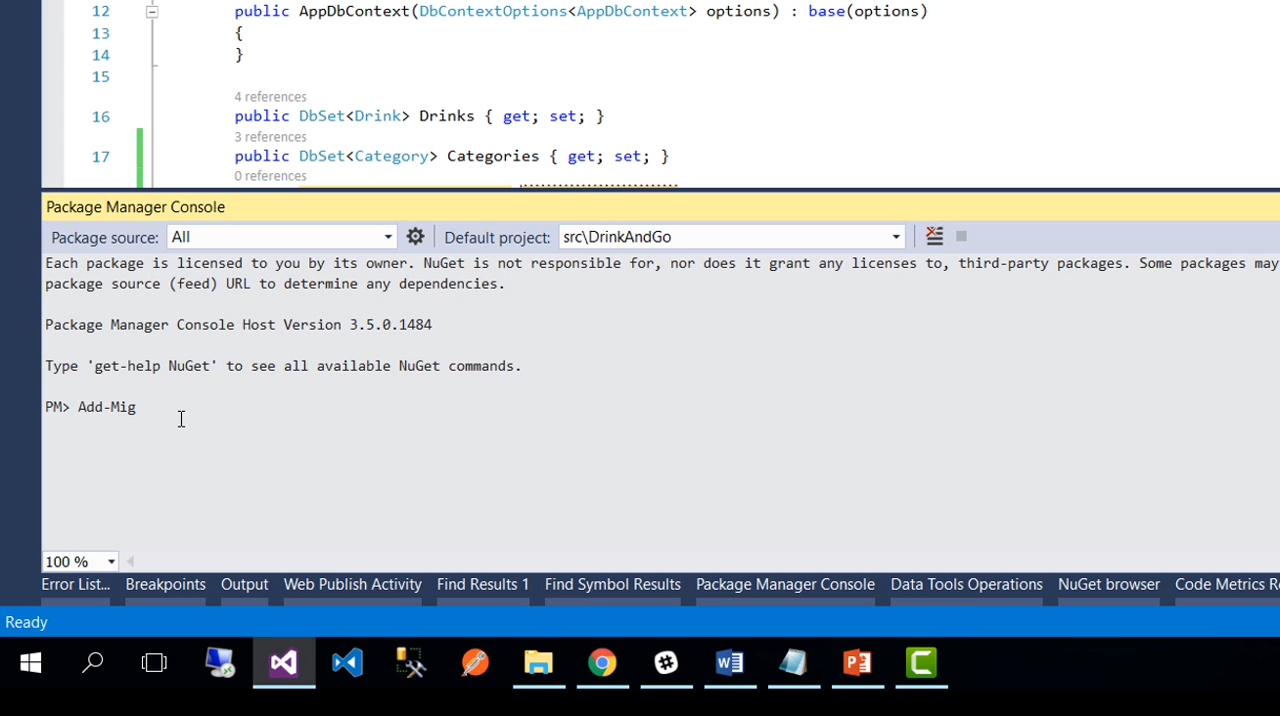 12 public AppDbContext(DbContextOptions<AppDbContext> options) : base(options)
13 {
14 }
15
4 references
16 public DbSet<Drink> Drinks { get; set; }
3 references
17 public DbSet<Category> Categories { get; set; }
0 references
Package Manager Console
Package source: All Default project: src\DrinkAndGo
Each package is licensed to you by its owner. NuGet is not responsible for, nor does it grant any licenses to, third-party packages. Some packages may
package source (feed) URL to determine any dependencies.
Package Manager Console Host Version 3.5.0.1484
Type 'get-help NuGet' to see all available NuGet commands.
PM> Add-Mig
100 %
Error List... Breakpoints Output Web Publish Activity Find Results 1 Find Symbol Results Package Manager Console Data Tools Operations NuGet browser Code Metrics Re
Ready